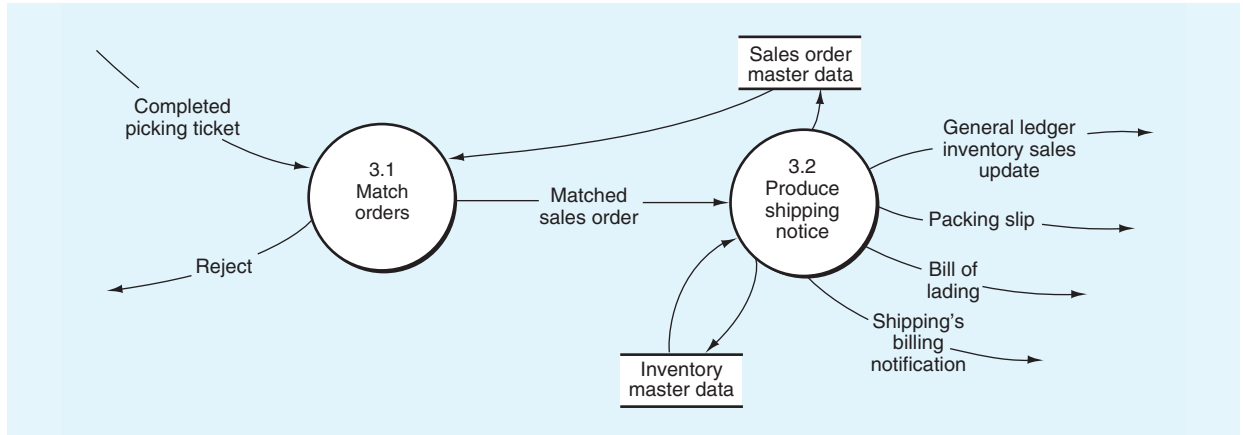 Sales order
master data
Completed
picking ticket
General ledger
inventory sales
update
3.1
Match
orders
3.2
Produce
shipping
notice
Matched
sales order
Packing slip
Reject
Bill of
lading
Shipping's
billing
notification
Inventory
master data